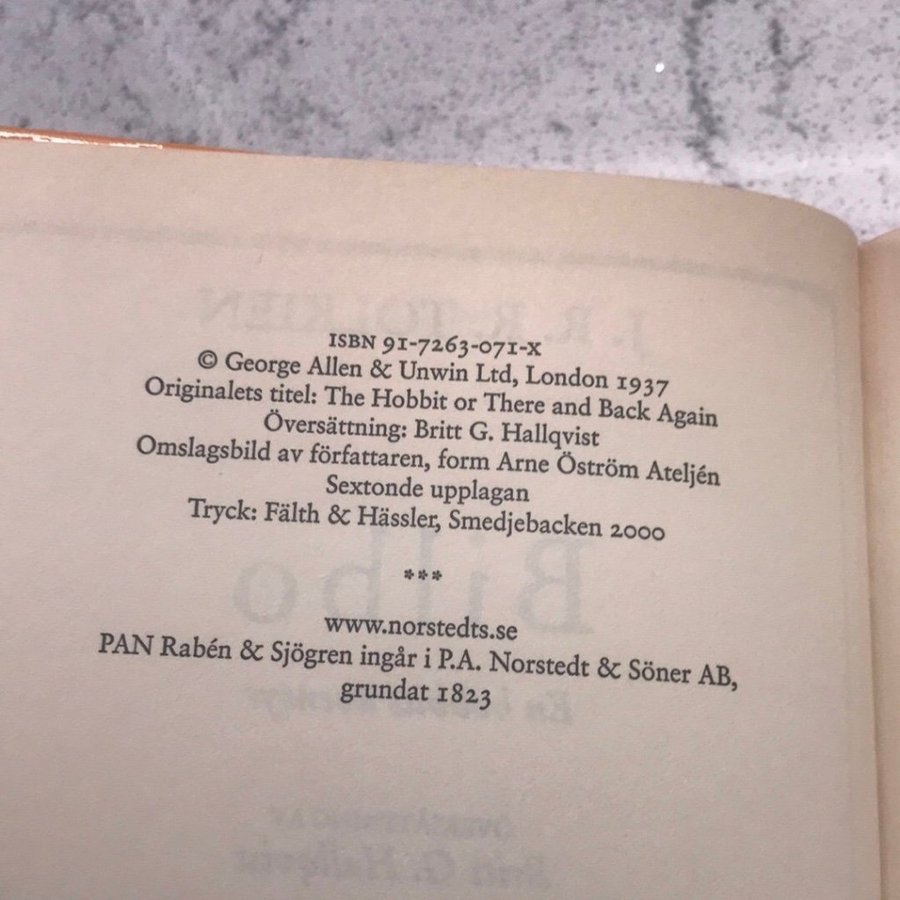 ISBN 91-7263-071-X
© George Allen & Unwin Ltd, London 1937
Originalets titel: The Hobbit or There and Back Again
Översättning: Britt G. Hallqvist
Omslagsbild av författaren, form Arne Öström Ateljén
Sextonde upplagan
Tryck: Fälth & Hässler, Smedjebacken 2000
***
www.norstedts.se
PAN Rabén & Sjögren ingår i P.A. Norstedt & Söner AB,
grundat 1823